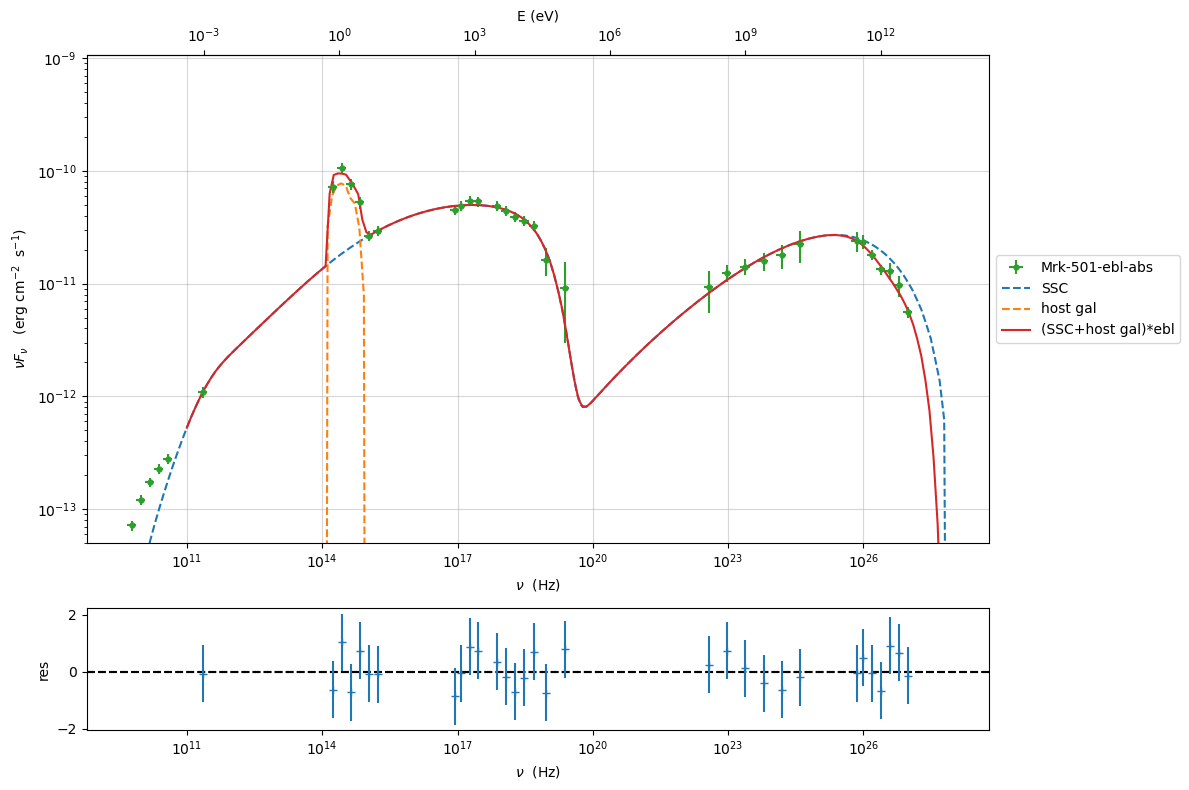 E (eV)
10⁻³ 10⁰ 10³ 10⁶ 10⁹ 10¹²
10⁻⁹
10⁻¹⁰
10⁻¹¹
10⁻¹²
10⁻¹³
νFν (erg cm⁻² s⁻¹)
Mrk-501-ebl-abs
SSC
host gal
(SSC+host gal)*ebl
10¹¹ 10¹⁴ 10¹⁷ 10²⁰ 10²³ 10²⁶
ν (Hz)
2
0
−2
res
10¹¹ 10¹⁴ 10¹⁷ 10²⁰ 10²³ 10²⁶
ν (Hz)